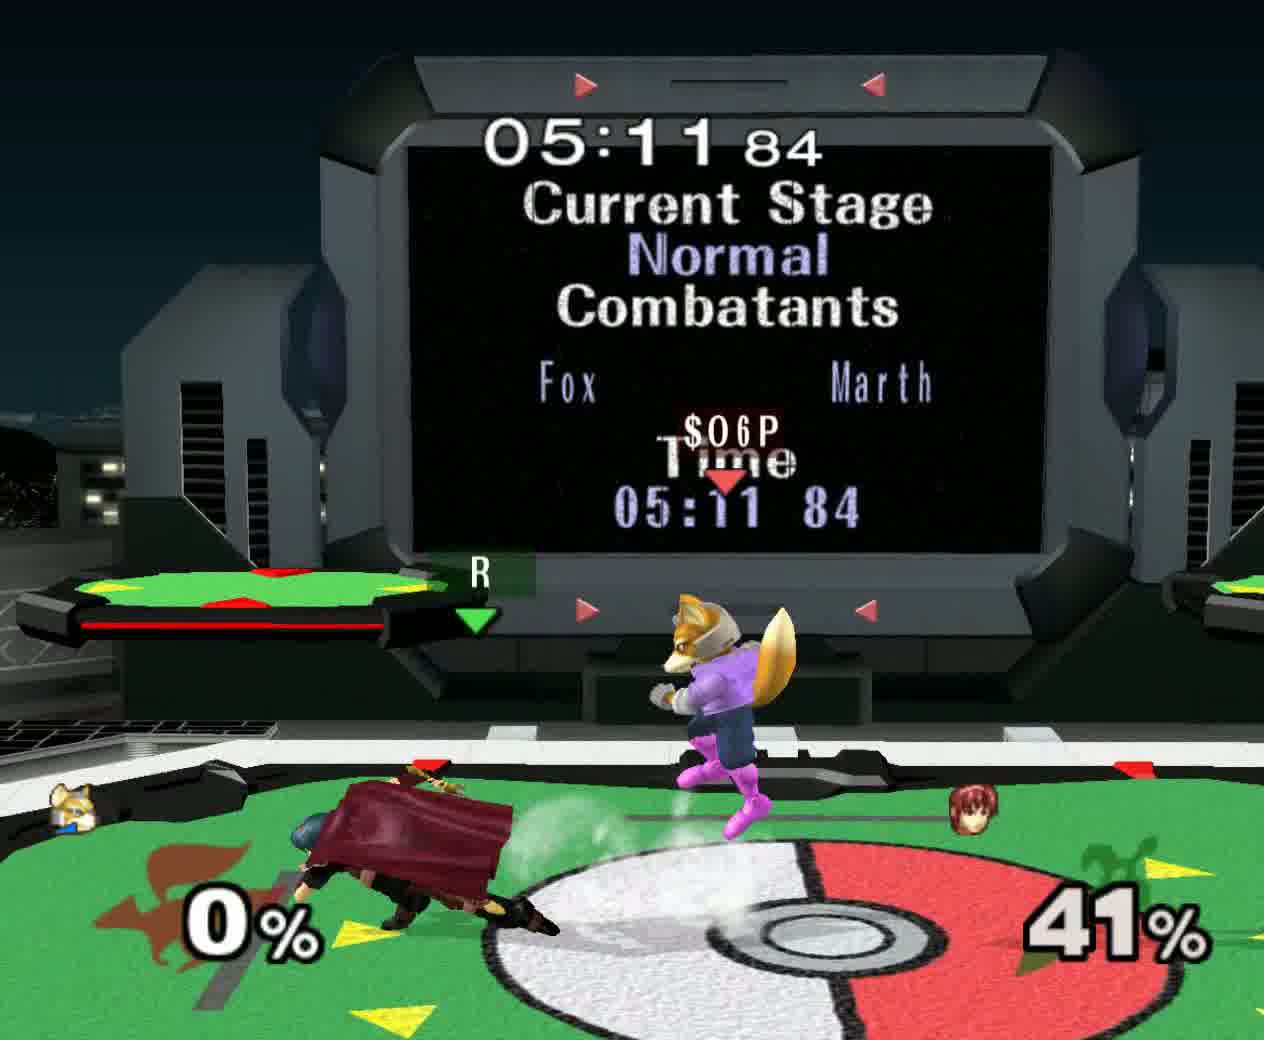 05:11 84
Current Stage
Normal
Combatants
Fox Marth
$06P
Time
05:11 84
R
0% 41%